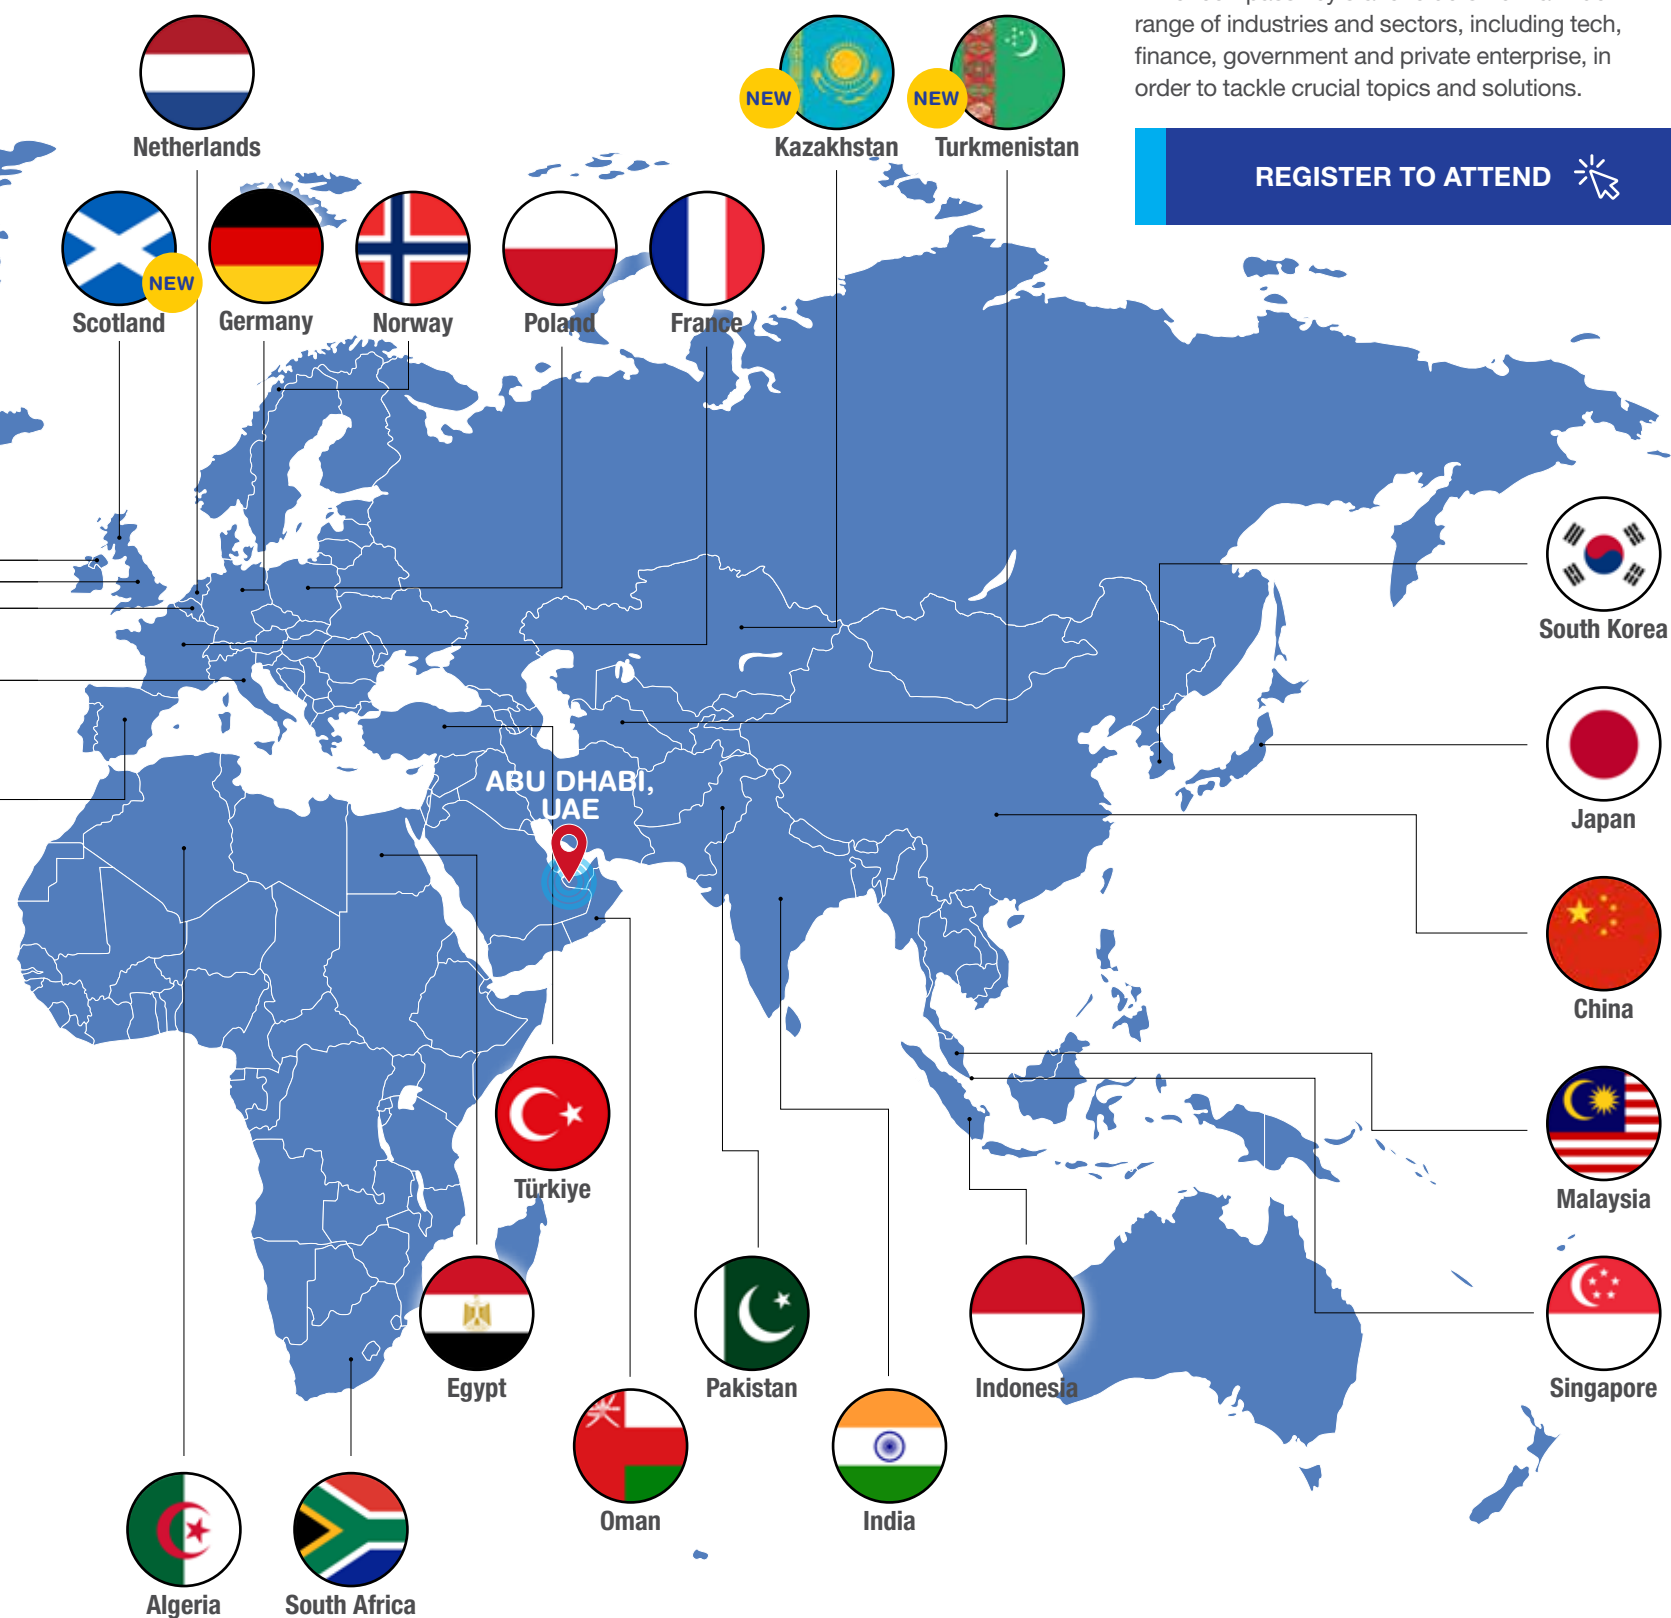 range of industries and sectors, including tech,
finance, government and private enterprise, in
order to tackle crucial topics and solutions.
REGISTER TO ATTEND
NEW
NEW
Netherlands
Kazakhstan
Turkmenistan
NEW
Scotland
Germany
Norway
Poland
France
South Korea
ABU DHABI,
UAE
Japan
China
Türkiye
Malaysia
Egypt
Pakistan
Indonesia
Singapore
Oman
India
Algeria
South Africa